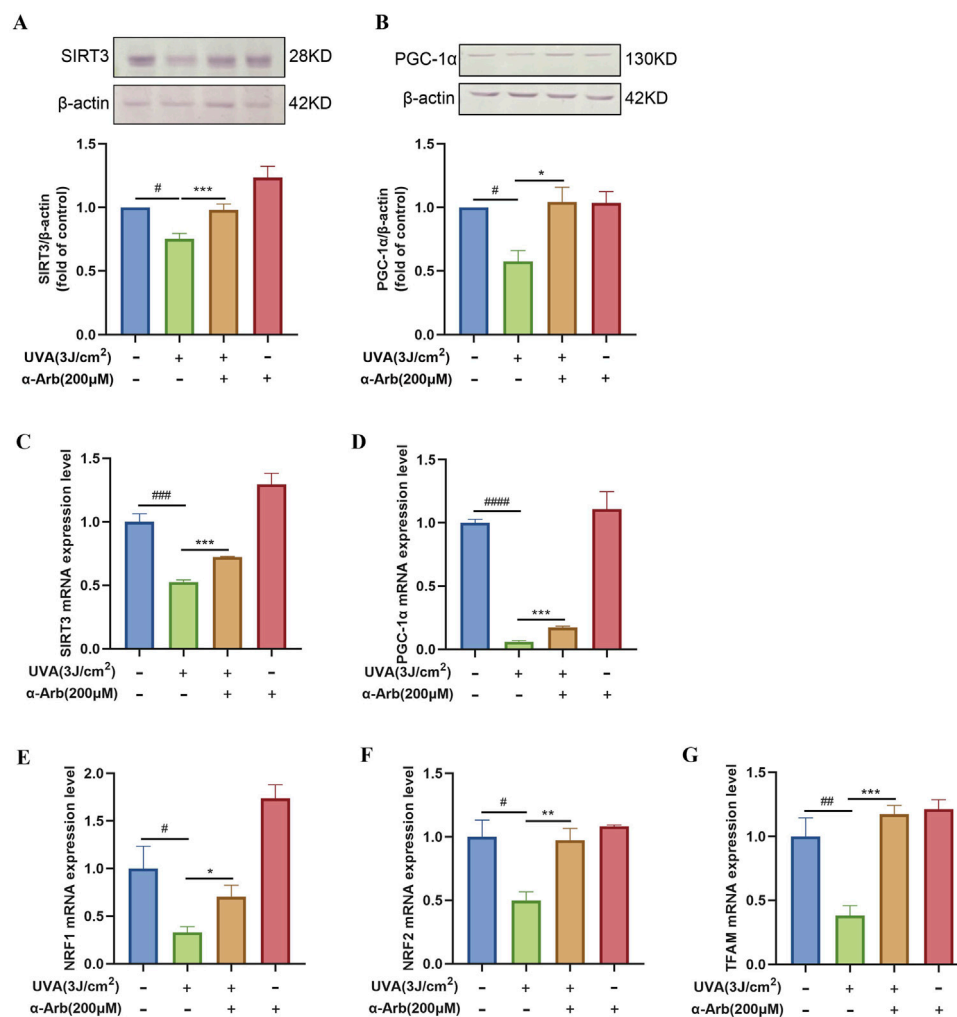 A
SIRT3 28KD
β-actin 42KD
SIRT3/β-actin
(fold of control)
1.5
1.0
0.5
0.0
# ***
UVA(3J/cm²) - + + -
α-Arb(200μM) - - + +
B
PGC-1α 130KD
β-actin 42KD
PGC-1α/β-actin
(fold of control)
1.5
1.0
0.5
0.0
# *
UVA(3J/cm²) - + + -
α-Arb(200μM) - - + +
C
SIRT3 mRNA expression level
1.5
1.0
0.5
0.0
### ***
UVA(3J/cm²) - + + -
α-Arb(200μM) - - + +
D
PGC-1α mRNA expression level
1.5
1.0
0.5
0.0
#### ***
UVA(3J/cm²) - + + -
α-Arb(200μM) - - + +
E
NRF1 mRNA expression level
2.0
1.5
1.0
0.5
0.0
# *
UVA(3J/cm²) - + + -
α-Arb(200μM) - - + +
F
NRF2 mRNA expression level
1.5
1.0
0.5
0.0
# **
UVA(3J/cm²) - + + -
α-Arb(200μM) - - + +
G
TFAM mRNA expression level
1.5
1.0
0.5
0.0
## ***
UVA(3J/cm²) - + + -
α-Arb(200μM) - - + +